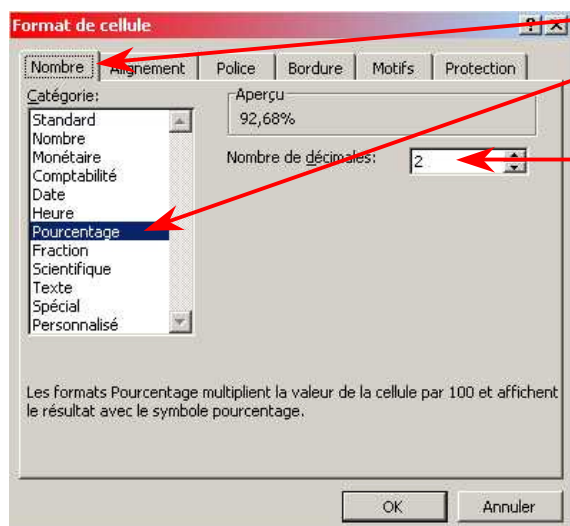 Format de cellule
Nombre Alignement Police Bordure Motifs Protection
Catégorie:
Standard
Nombre
Monétaire
Comptabilité
Date
Heure
Pourcentage
Fraction
Scientifique
Texte
Spécial
Personnalisé
Aperçu
92,68%
Nombre de décimales: 2
Les formats Pourcentage multiplient la valeur de la cellule par 100 et affichent
le résultat avec le symbole pourcentage.
OK Annuler